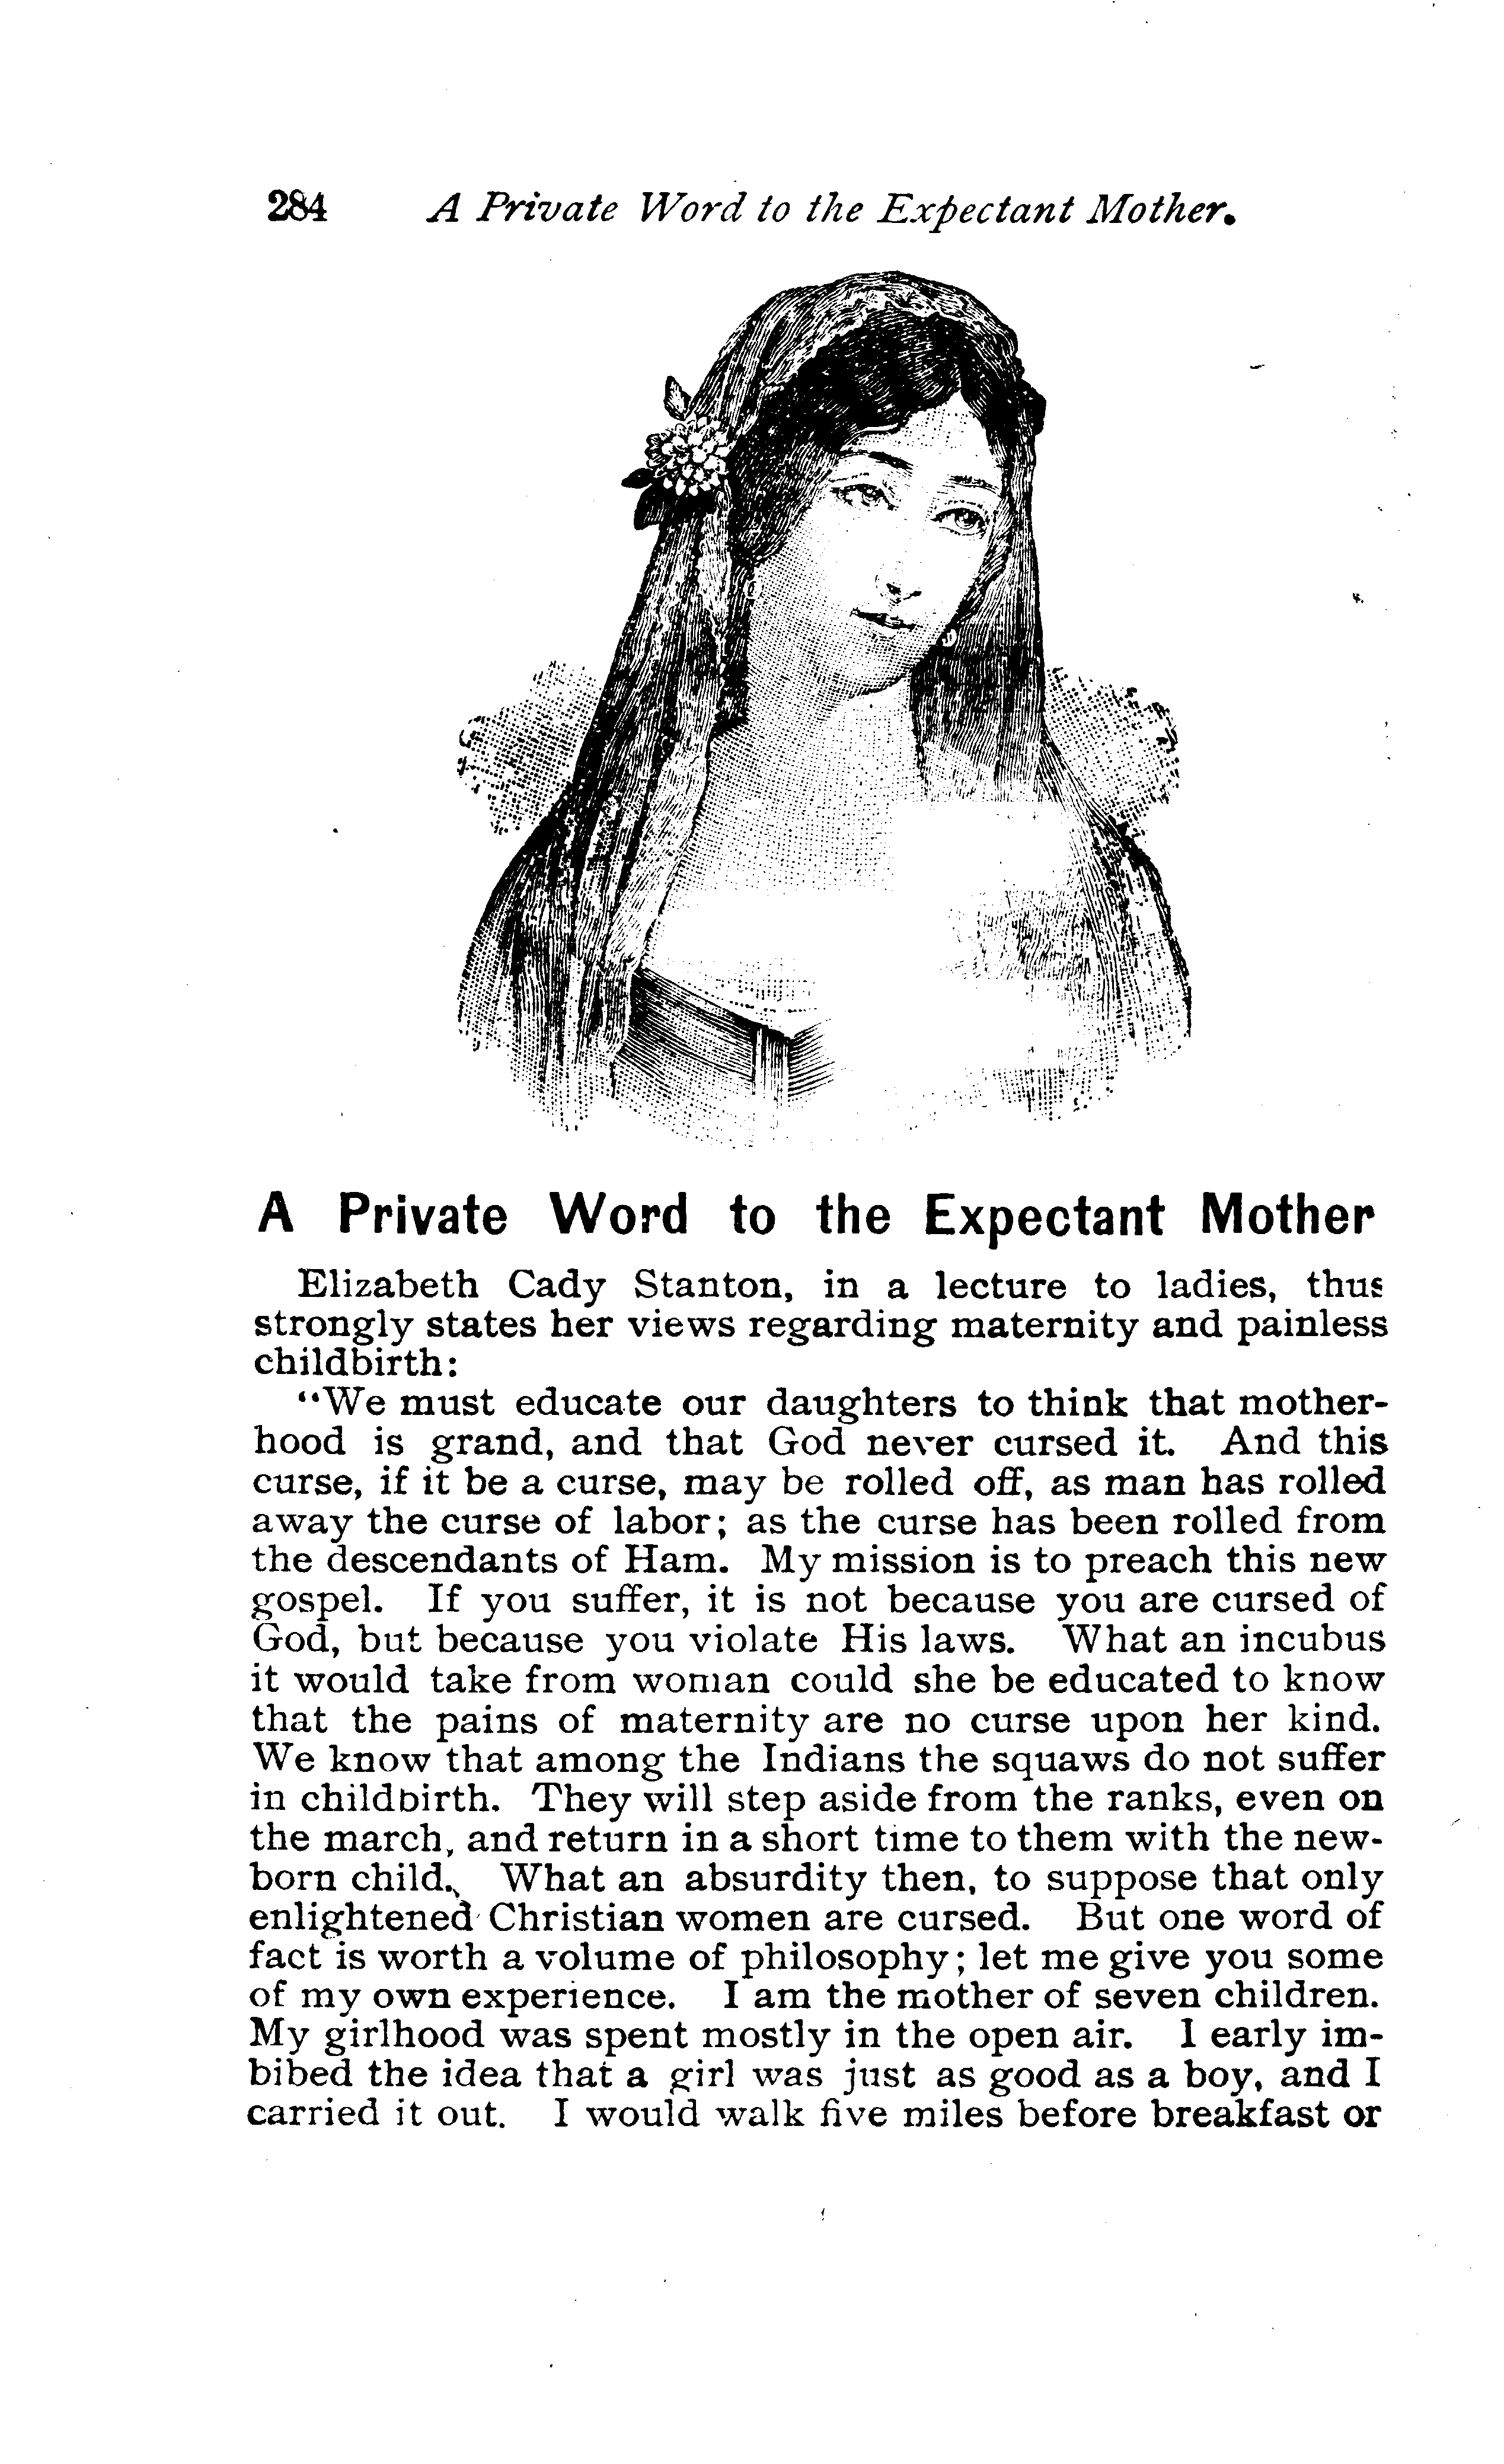 284 A Private Word to the Expectant Mother.
A Private Word to the Expectant Mother
Elizabeth Cady Stanton, in a lecture to ladies, thus
strongly states her views regarding maternity and painless
childbirth:
“We must educate our daughters to think that mother-
hood is grand, and that God never cursed it. And this
curse, if it be a curse, may be rolled off, as man has rolled
away the curse of labor; as the curse has been rolled from
the descendants of Ham. My mission is to preach this new
gospel. If you suffer, it is not because you are cursed of
God, but because you violate His laws. What an incubus
it would take from woman could she be educated to know
that the pains of maternity are no curse upon her kind.
We know that among the Indians the squaws do not suffer
in childbirth. They will step aside from the ranks, even on
the march, and return in a short time to them with the new-
born child. What an absurdity then, to suppose that only
enlightened Christian women are cursed. But one word of
fact is worth a volume of philosophy; let me give you some
of my own experience. I am the mother of seven children.
My girlhood was spent mostly in the open air. I early im-
bibed the idea that a girl was just as good as a boy, and I
carried it out. I would walk five miles before breakfast or